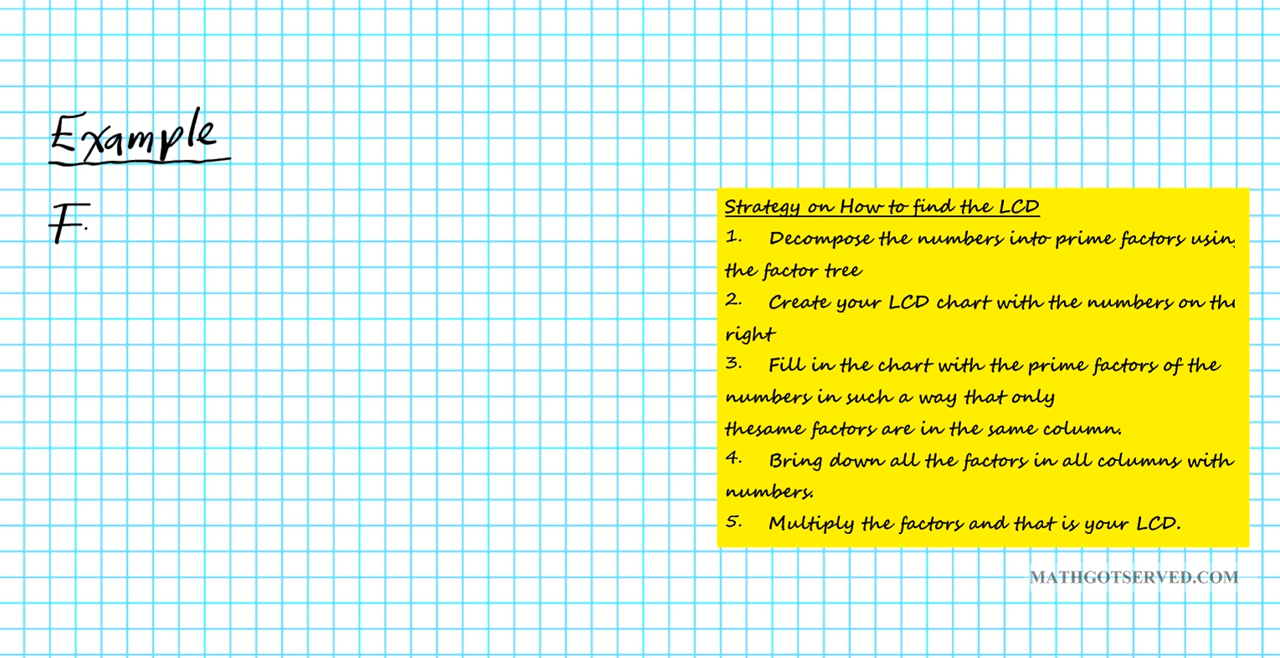 Example
F.
Strategy on How to find the LCD
1. Decompose the numbers into prime factors usin
the factor tree
2. Create your LCD chart with the numbers on the
right
3. Fill in the chart with the prime factors of the
numbers in such a way that only
thesame factors are in the same column.
4. Bring down all the factors in all columns with
numbers.
5. Multiply the factors and that is your LCD.
MATHGOTSERVED.COM